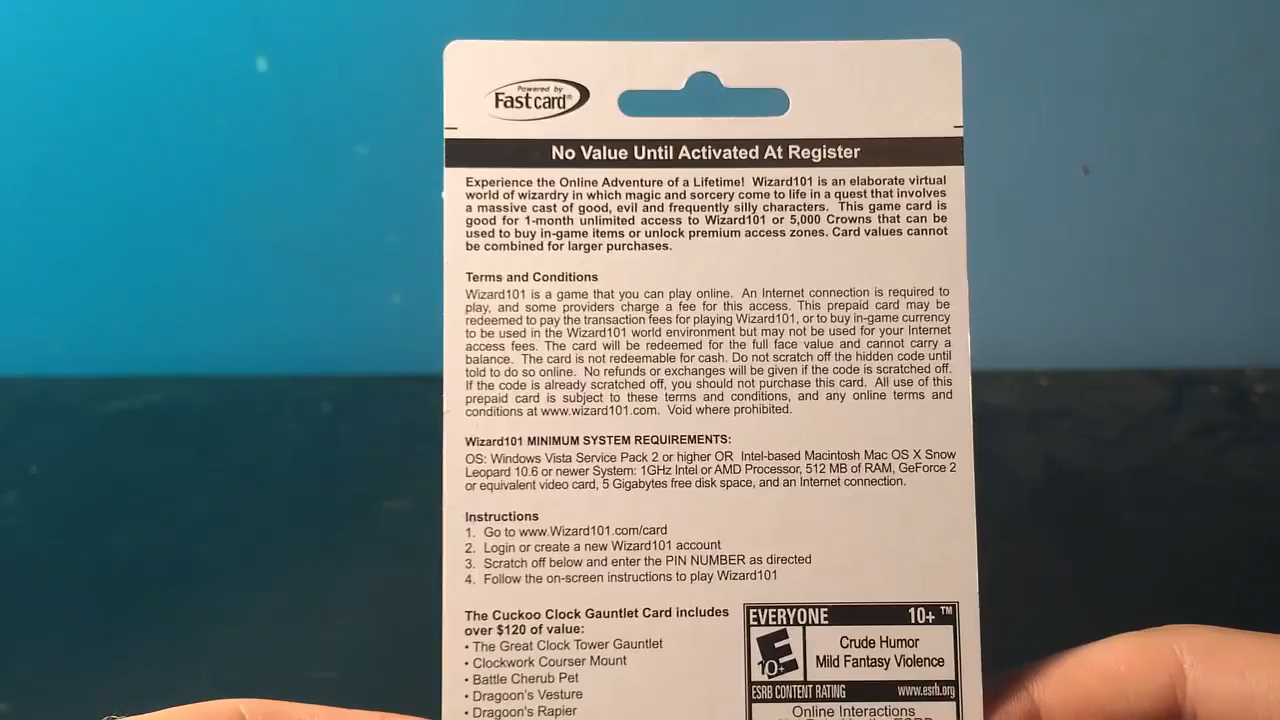 Powered by
Fastcard®
No Value Until Activated At Register
Experience the Online Adventure of a Lifetime! Wizard101 is an elaborate virtual
world of wizardry in which magic and sorcery come to life in a quest that involves
a massive cast of good, evil and frequently silly characters. This game card is
good for 1-month unlimited access to Wizard101 or 5,000 Crowns that can be
used to buy in-game items or unlock premium access zones. Card values cannot
be combined for larger purchases.
Terms and Conditions
Wizard101 is a game that you can play online. An Internet connection is required to
play, and some providers charge a fee for this access. This prepaid card may be
redeemed to pay the transaction fees for playing Wizard101, or to buy in-game currency
to be used in the Wizard101 world environment but may not be used for your Internet
access fees. The card will be redeemed for the full face value and cannot carry a
balance. The card is not redeemable for cash. Do not scratch off the hidden code until
told to do so online. No refunds or exchanges will be given if the code is scratched off.
If the code is already scratched off, you should not purchase this card. All use of this
prepaid card is subject to these terms and conditions, and any online terms and
conditions at www.wizard101.com. Void where prohibited.
Wizard101 MINIMUM SYSTEM REQUIREMENTS:
OS: Windows Vista Service Pack 2 or higher OR Intel-based Macintosh Mac OS X Snow
Leopard 10.6 or newer System: 1GHz Intel or AMD Processor, 512 MB of RAM, GeForce 2
or equivalent video card, 5 Gigabytes free disk space, and an Internet connection.
Instructions
1. Go to www.Wizard101.com/card
2. Login or create a new Wizard101 account
3. Scratch off below and enter the PIN NUMBER as directed
4. Follow the on-screen instructions to play Wizard101
The Cuckoo Clock Gauntlet Card includes
over $120 of value:
• The Great Clock Tower Gauntlet
• Clockwork Courser Mount
• Battle Cherub Pet
• Dragoon's Vesture
• Dragoon's Rapier
EVERYONE 10+ ™
E
10+
Crude Humor
Mild Fantasy Violence
ESRB CONTENT RATING www.esrb.org
Online Interactions